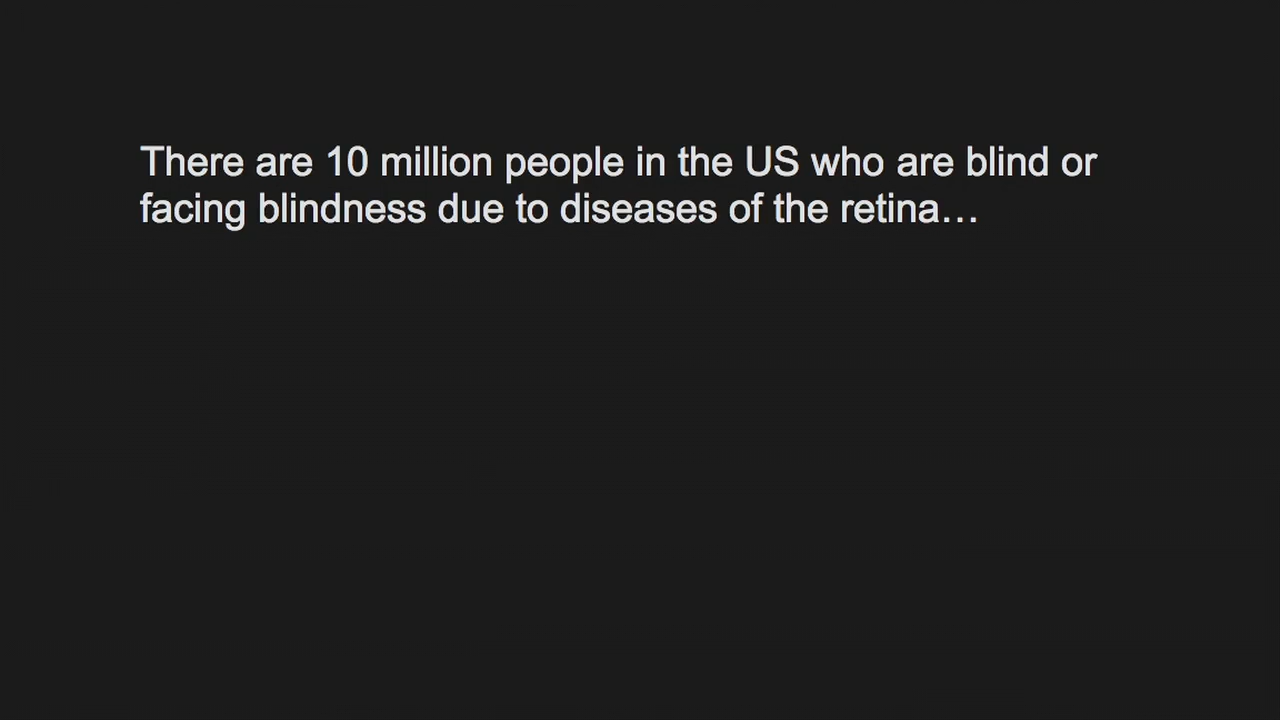 There are 10 million people in the US who are blind or
facing blindness due to diseases of the retina…